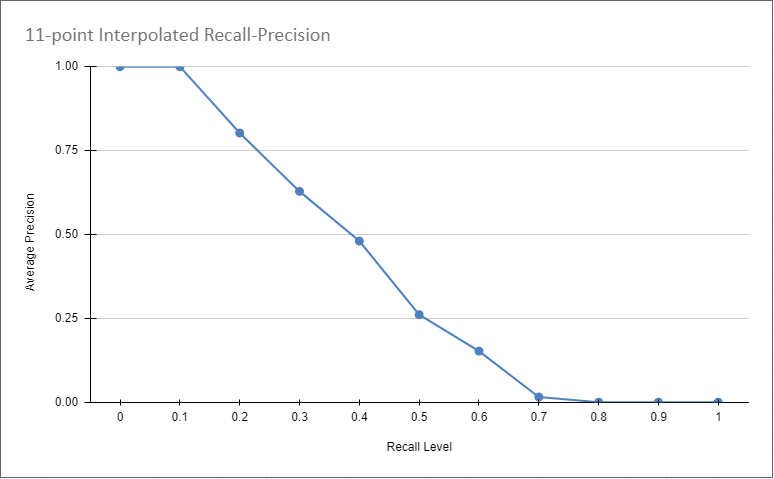 11-point Interpolated Recall-Precision
1.00
0.75
0.50
0.25
0.00
Average Precision
0 0.1 0.2 0.3 0.4 0.5 0.6 0.7 0.8 0.9 1
Recall Level